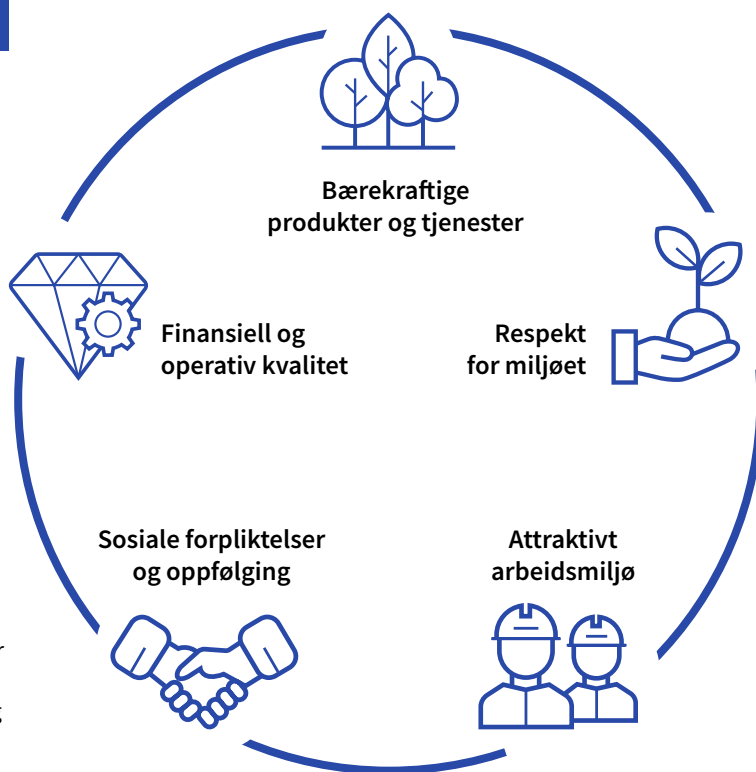 Bærekraftige
produkter og tjenester
Finansiell og
operativ kvalitet
Respekt
for miljøet
Sosiale forpliktelser
og oppfølging
Attraktivt
arbeidsmiljø